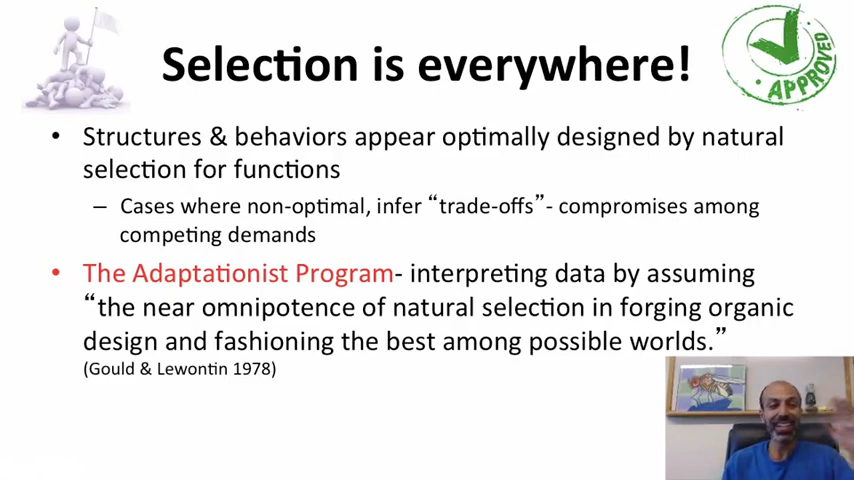 Selection is everywhere!
APPROVED
• Structures & behaviors appear optimally designed by natural
selection for functions
– Cases where non-optimal, infer “trade-offs”- compromises among
competing demands
• The Adaptationist Program- interpreting data by assuming
“the near omnipotence of natural selection in forging organic
design and fashioning the best among possible worlds.”
(Gould & Lewontin 1978)